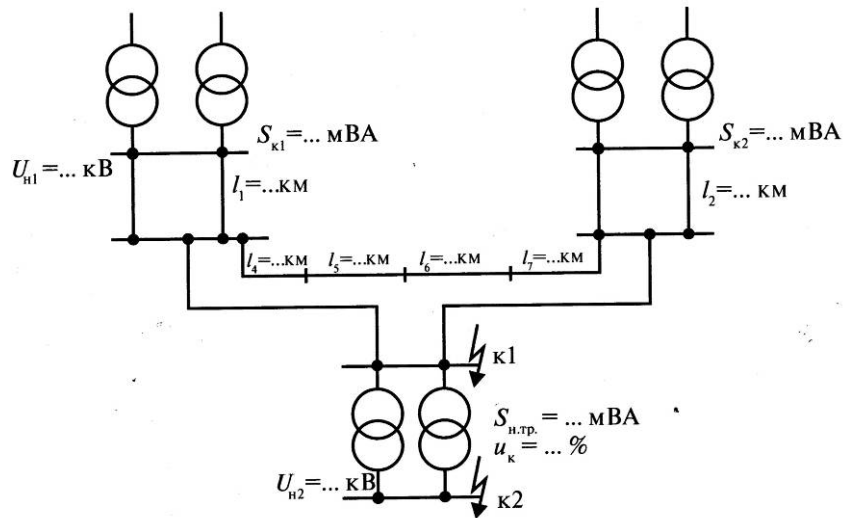 Sк1=... мВА
Sк2=... мВА
Uн1=... кВ
l1=...км
l2=... км
l4=...км
l5=...км
l6=...км
l7=...км
к1
Sн.тр. = ... мВА
uк = ... %
Uн2=... кВ
к2